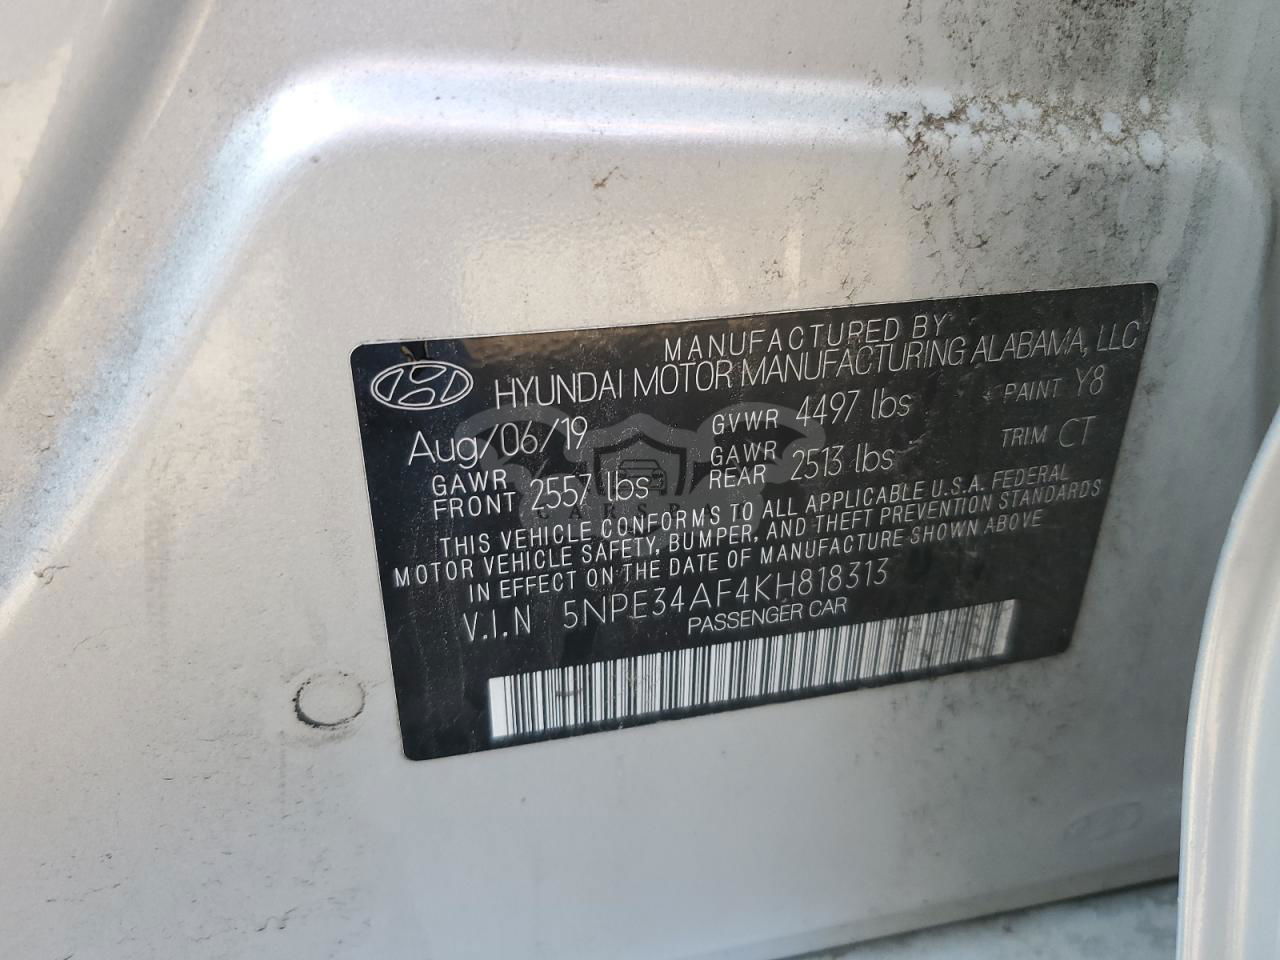 MANUFACTURED BY
HYUNDAI MOTOR MANUFACTURING ALABAMA, LLC
Aug/06/19 GVWR 4497 lbs PAINT Y8
GAWR FRONT 2557 lbs GAWR REAR 2513 lbs TRIM CT
THIS VEHICLE CONFORMS TO ALL APPLICABLE U.S.A. FEDERAL
MOTOR VEHICLE SAFETY, BUMPER, AND THEFT PREVENTION STANDARDS
IN EFFECT ON THE DATE OF MANUFACTURE SHOWN ABOVE
V.I.N 5NPE34AF4KH818313
PASSENGER CAR
CARSPA